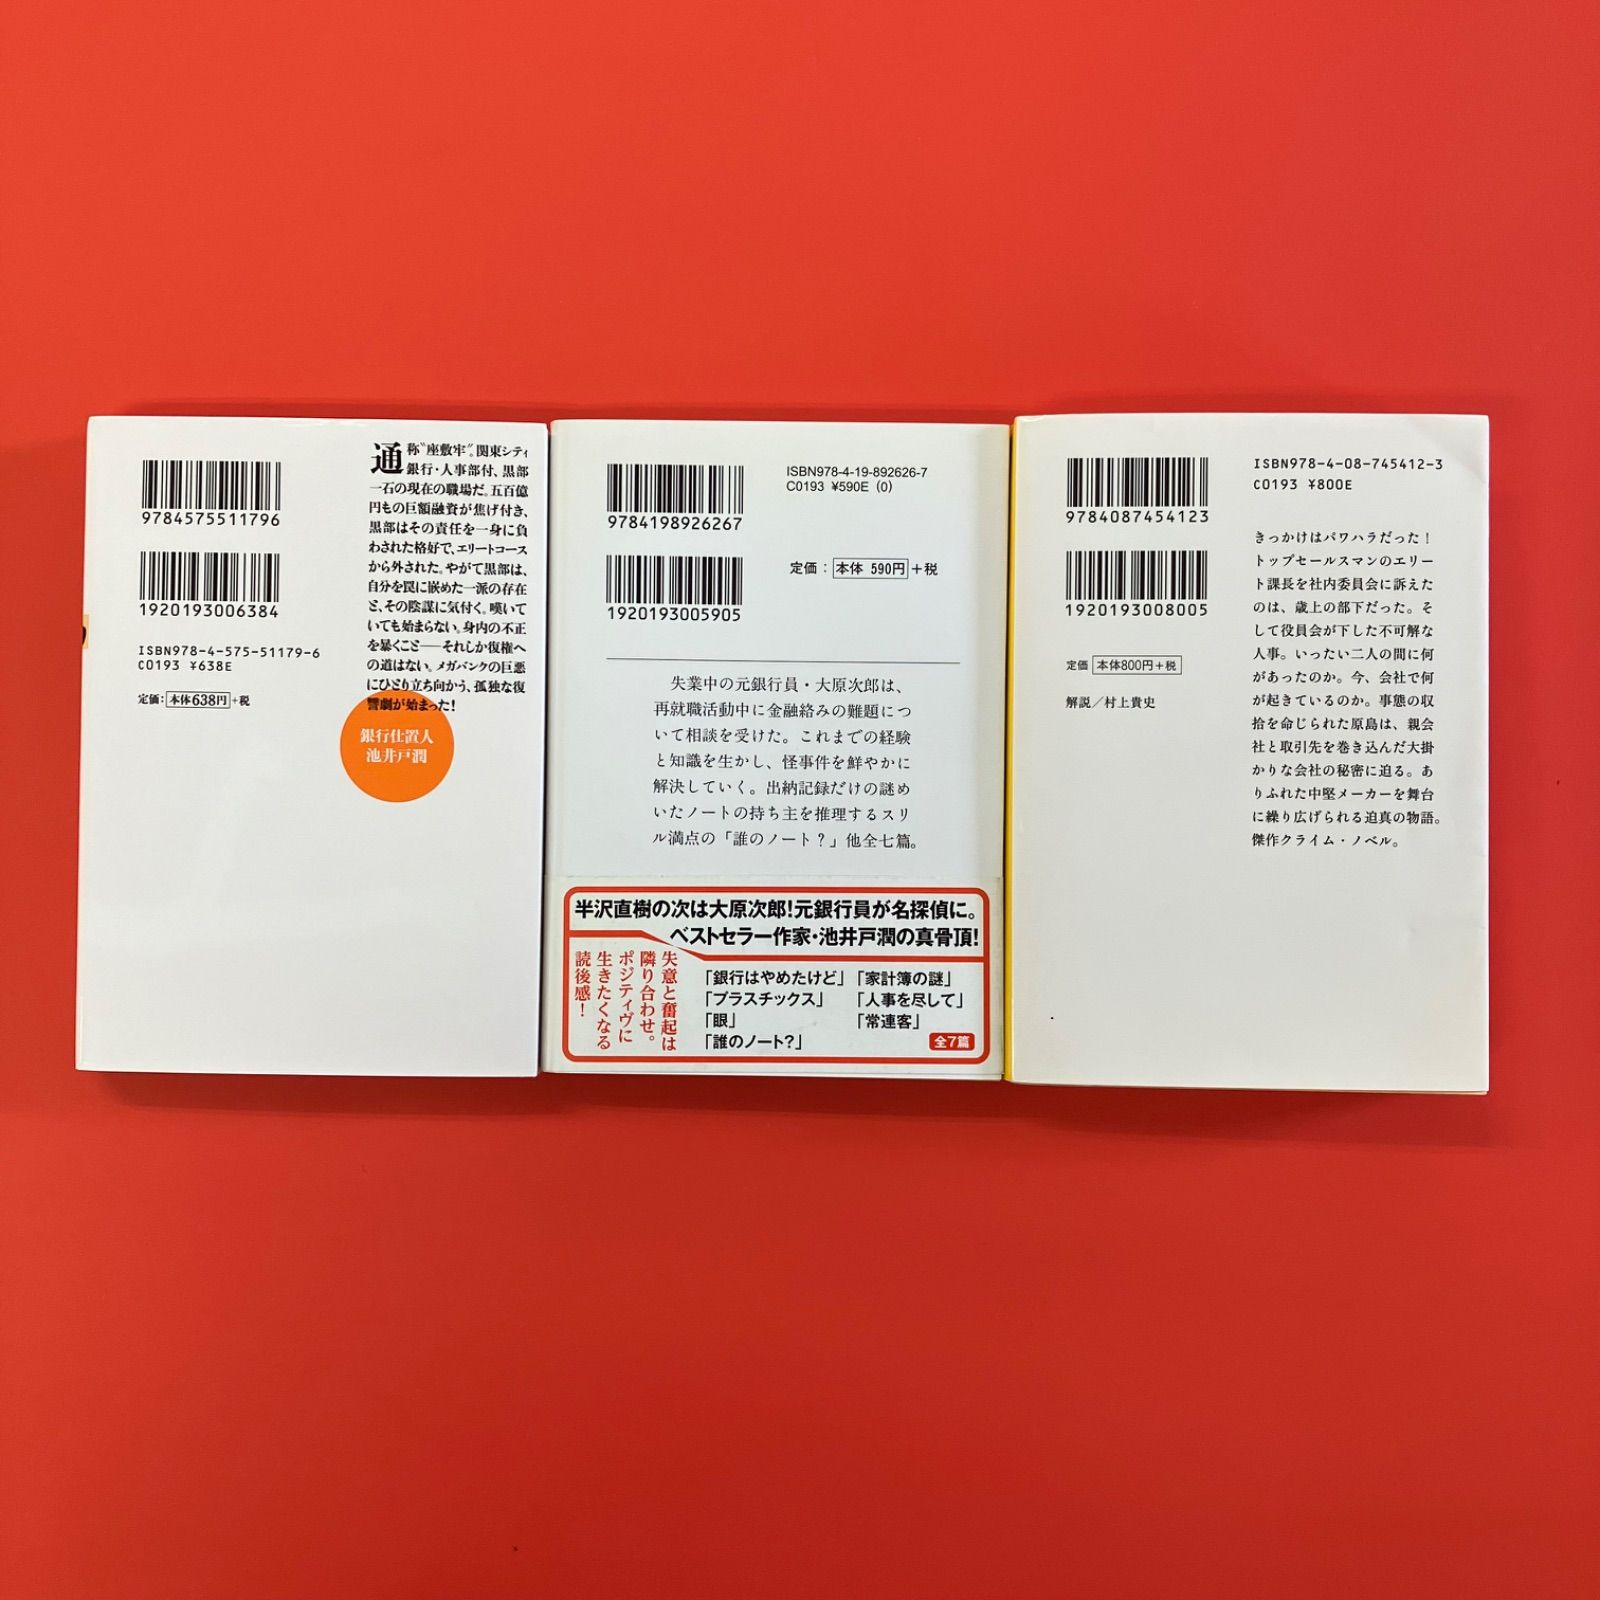 9784575511796
1920193006384
ISBN978-4-575-51179-6
C0193 ¥638E
定価：本体638円+税
通称〝座敷牢〟。関東シティ
銀行・人事部付、黒部
一石の現在の職場だ。五百億
円もの巨額融資が焦げ付き、
黒部はその責任を一身に負
わされた格好で、エリートコース
から外された。やがて黒部は、
自分を罠に嵌めた一派の存在
と、その陰謀に気付く。嘆いて
いても始まらない。身内の不正
を暴くこと──それしか復権へ
の道はない。メガバンクの巨悪
にひとり立ち向かう、孤独な復
讐劇が始まった!
銀行仕置人
池井戸潤
9784198926267
1920193005905
ISBN978-4-19-892626-7
C0193 ¥590E (0)
定価：本体 590円＋税
失業中の元銀行員・大原次郎は、
再就職活動中に金融絡みの難題につ
いて相談を受けた。これまでの経験
と知識を生かし、怪事件を鮮やかに
解決していく。出納記録だけの謎め
いたノートの持ち主を推理するスリ
ル満点の「誰のノート？」他全七篇。
半沢直樹の次は大原次郎!元銀行員が名探偵に。
ベストセラー作家・池井戸潤の真骨頂!
失意と奮起は
隣り合わせ。
ポジティヴに
生きたくなる
読後感！
「銀行はやめたけど」「家計簿の謎」
「プラスチックス」「人事を尽して」
「眼」「常連客」
「誰のノート?」
全7篇
9784087454123
1920193008005
定価 本体800円+税
解説／村上貴史
ISBN978-4-08-745412-3
C0193 ¥800E
きっかけはパワハラだった！
トップセールスマンのエリー
ト課長を社内委員会に訴えた
のは、歳上の部下だった。そ
して役員会が下した不可解な
人事。いったい二人の間に何
があったのか。今、会社で何
が起きているのか。事態の収
拾を命じられた原島は、親会
社と取引先を巻き込んだ大掛
かりな会社の秘密に迫る。あ
りふれた中堅メーカーを舞台
に繰り広げられる迫真の物語。
傑作クライム・ノベル。